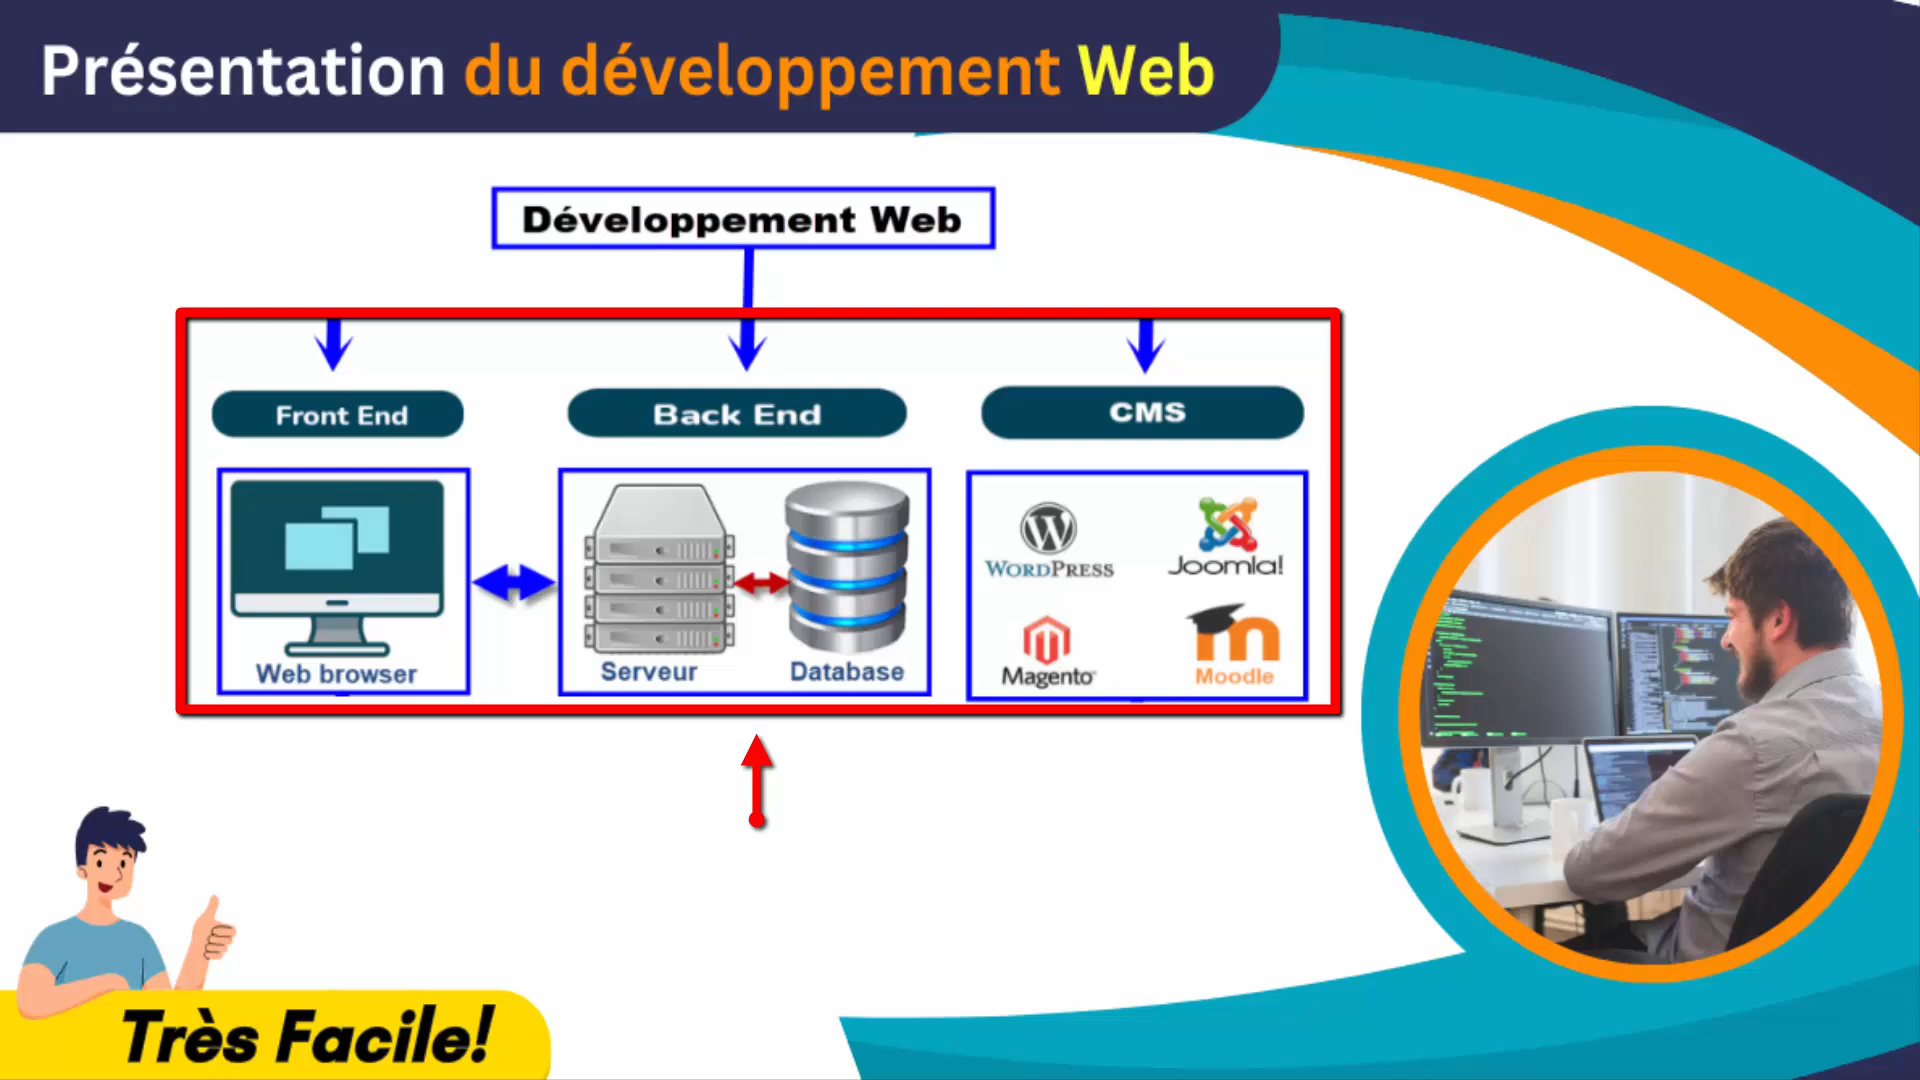 Présentation du développement Web
Développement Web
Front End
Back End
CMS
Web browser
Serveur
Database
WORDPRESS
Joomla!
Magento
Moodle
Très Facile!